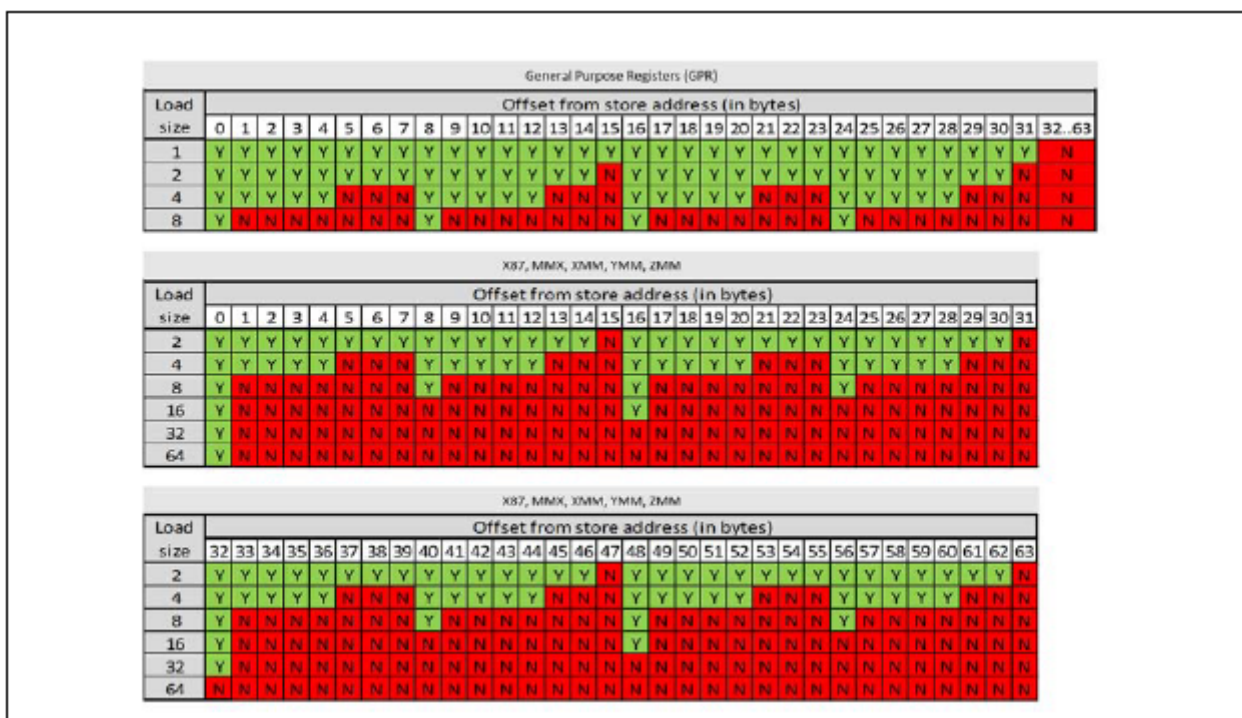 General Purpose Registers (GPR)
Load Offset from store address (in bytes)
size 0 1 2 3 4 5 6 7 8 9 10 11 12 13 14 15 16 17 18 19 20 21 22 23 24 25 26 27 28 29 30 31 32..63
1 Y Y Y Y Y Y Y Y Y Y Y Y Y Y Y Y Y Y Y Y Y Y Y Y Y Y Y Y Y Y Y Y N
2 Y Y Y Y Y Y Y Y Y Y Y Y Y Y Y N Y Y Y Y Y Y Y Y Y Y Y Y Y Y Y N N
4 Y Y Y Y Y N N N Y Y Y Y Y N N N Y Y Y Y Y N N N Y Y Y Y Y N N N N
8 Y N N N N N N N Y N N N N N N N Y N N N N N N N Y N N N N N N N N
X87, MMX, XMM, YMM, ZMM
Load Offset from store address (in bytes)
size 0 1 2 3 4 5 6 7 8 9 10 11 12 13 14 15 16 17 18 19 20 21 22 23 24 25 26 27 28 29 30 31
2 Y Y Y Y Y Y Y Y Y Y Y Y Y Y Y N Y Y Y Y Y Y Y Y Y Y Y Y Y Y Y N
4 Y Y Y Y Y N N N Y Y Y Y Y N N N Y Y Y Y Y N N N Y Y Y Y Y N N N
8 Y N N N N N N N Y N N N N N N N Y N N N N N N N Y N N N N N N N
16 Y N N N N N N N N N N N N N N N Y N N N N N N N N N N N N N N N
32 Y N N N N N N N N N N N N N N N N N N N N N N N N N N N N N N N
64 Y N N N N N N N N N N N N N N N N N N N N N N N N N N N N N N N
X87, MMX, XMM, YMM, ZMM
Load Offset from store address (in bytes)
size 32 33 34 35 36 37 38 39 40 41 42 43 44 45 46 47 48 49 50 51 52 53 54 55 56 57 58 59 60 61 62 63
2 Y Y Y Y Y Y Y Y Y Y Y Y Y Y Y N Y Y Y Y Y Y Y Y Y Y Y Y Y Y Y N
4 Y Y Y Y Y N N N Y Y Y Y Y N N N Y Y Y Y Y N N N Y Y Y Y Y N N N
8 Y N N N N N N N Y N N N N N N N Y N N N N N N N Y N N N N N N N
16 Y N N N N N N N N N N N N N N N Y N N N N N N N N N N N N N N N
32 Y N N N N N N N N N N N N N N N N N N N N N N N N N N N N N N N
64 N N N N N N N N N N N N N N N N N N N N N N N N N N N N N N N N